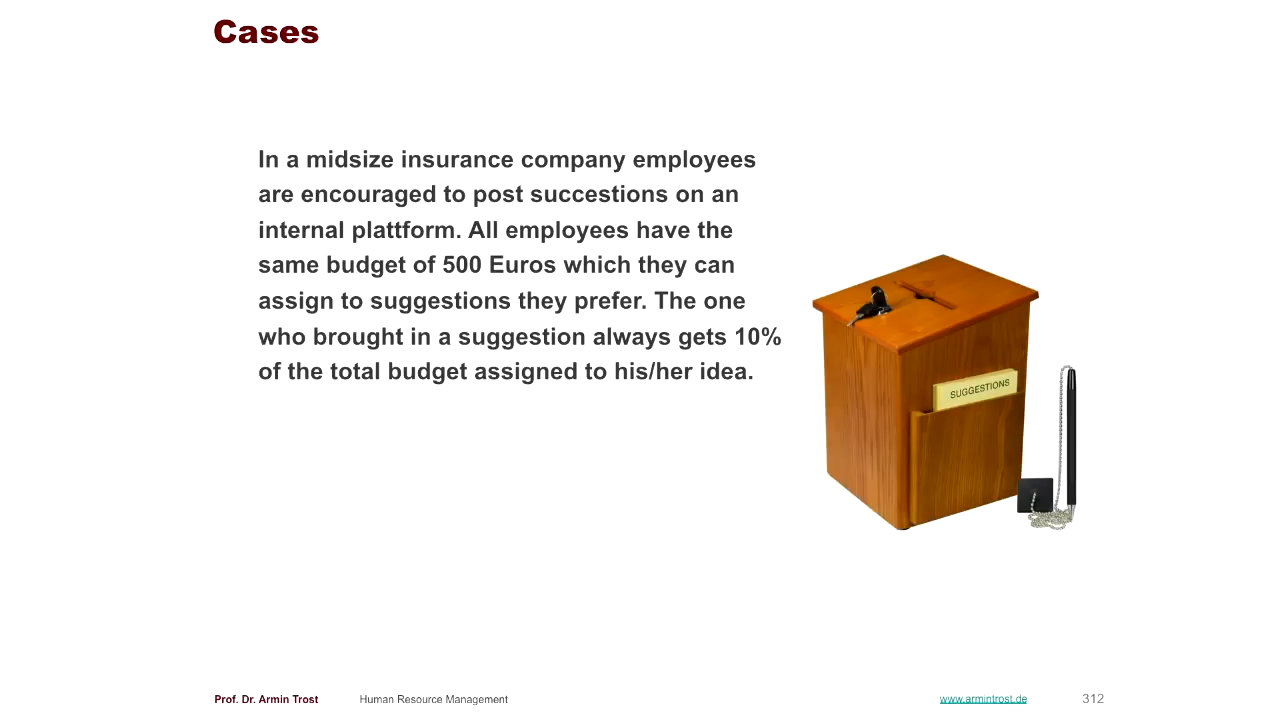 Cases
In a midsize insurance company employees
are encouraged to post succestions on an
internal plattform. All employees have the
same budget of 500 Euros which they can
assign to suggestions they prefer. The one
who brought in a suggestion always gets 10%
of the total budget assigned to his/her idea.
SUGGESTIONS
Prof. Dr. Armin Trost
Human Resource Management
www.armintrost.de
312